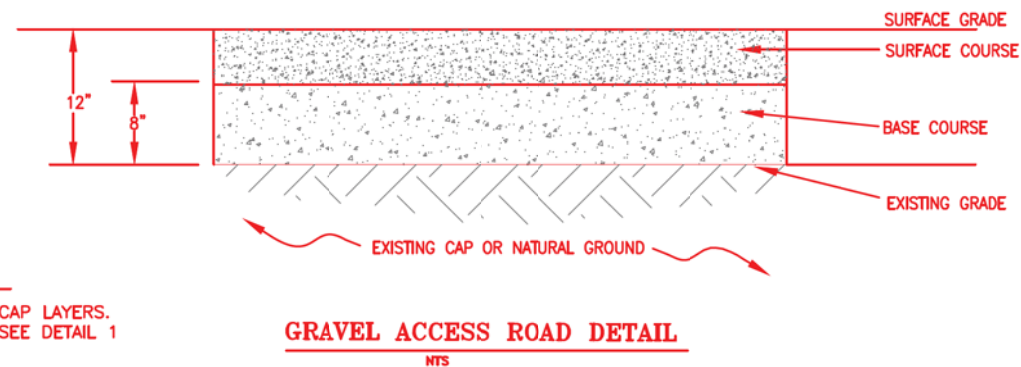 SURFACE GRADE
SURFACE COURSE
12"
8"
BASE COURSE
EXISTING GRADE
EXISTING CAP OR NATURAL GROUND
CAP LAYERS.
SEE DETAIL 1
GRAVEL ACCESS ROAD DETAIL
NTS